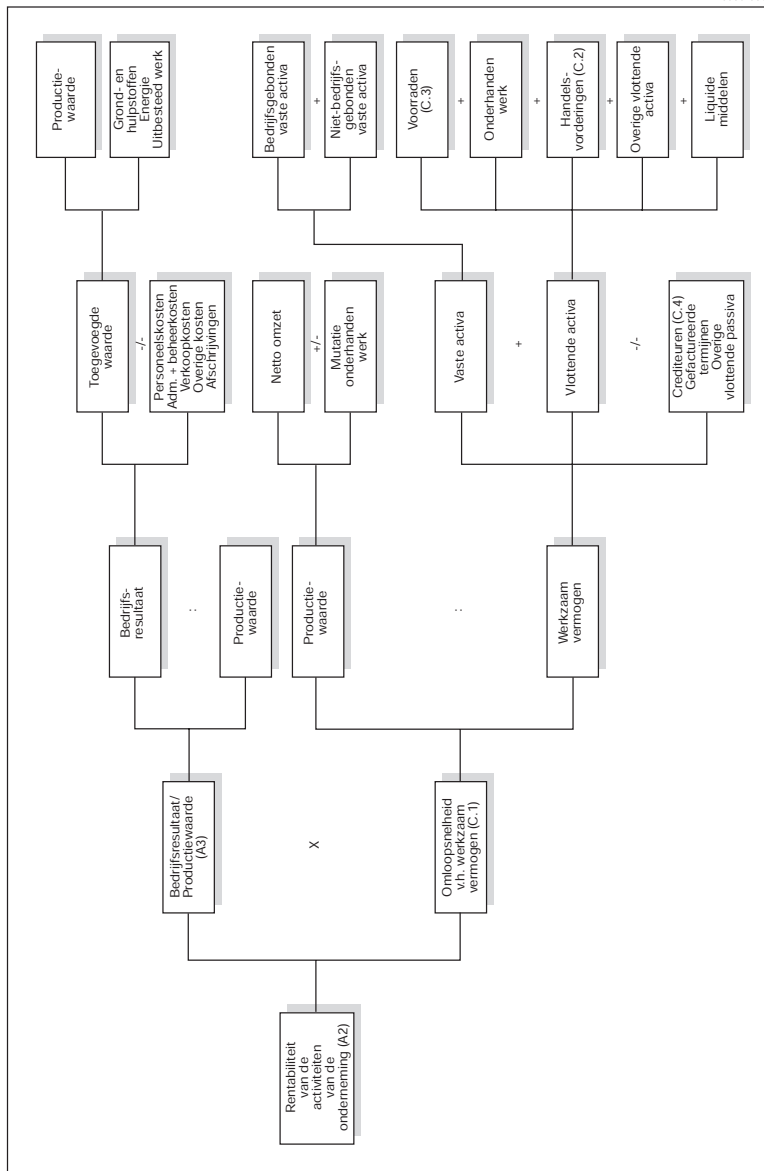 Rentabiliteit
van de
activiteiten
van de
onderneming (A2)
Bedrijfsresultaat/
Productiewaarde
(A3)
X
Omloopsnelheid
v.h. werkzaam
vermogen (C.1)
Bedrijfs-
resultaat
:
Productie-
waarde
Productie-
waarde
:
Werkzaam
vermogen
Toegevoegde
waarde
-/-
Personeelskosten
Adm. + beheerkosten
Verkoopkosten
Overige kosten
Afschrijvingen
Netto omzet
+/-
Mutatie
onderhanden
werk
Vaste activa
+
Vlottende activa
-/-
Crediteuren (C.4)
Gefactureerde
termijnen
Overige
vlottende passiva
Productie-
waarde
Grond- en
hulpstoffen
Energie
Uitbesteed werk
Bedrijfsgebonden
vaste activa
+
Niet-bedrijfs-
gebonden
vaste activa
Voorraden
(C.3)
+
Onderhanden
werk
+
Handels-
vorderingen (C.2)
+
Overige vlottende
activa
+
Liquide
middelen